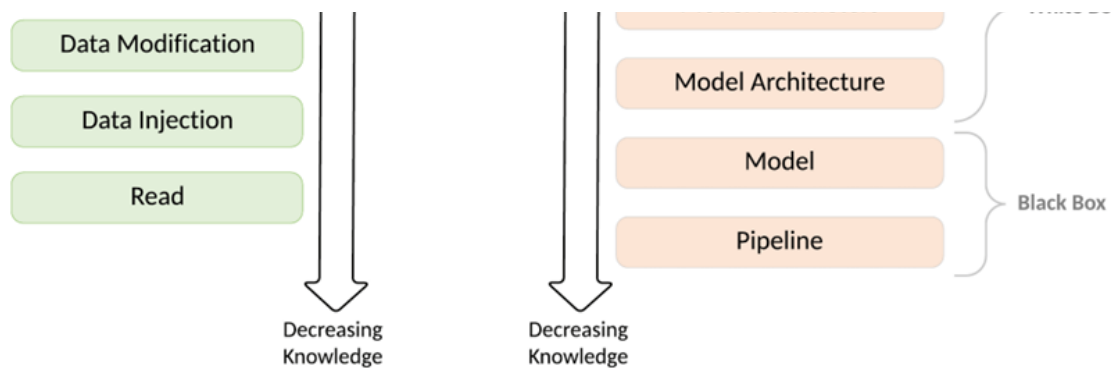 Data Modification
Data Injection
Read
Decreasing
Knowledge
Model Architecture
Model
Pipeline
Black Box
Decreasing
Knowledge